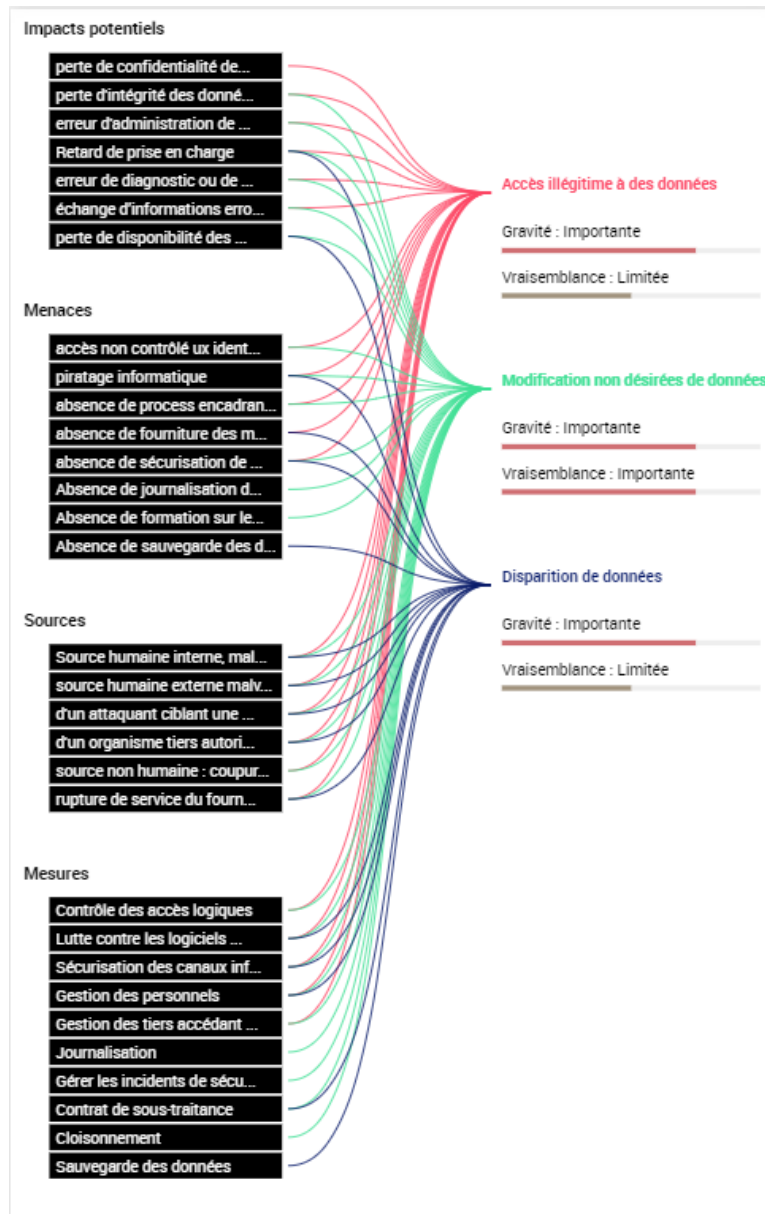 Impacts potentiels
perte de confidentialité de...
perte d'intégrité des donné...
erreur d'administration de ...
Retard de prise en charge
erreur de diagnostic ou de ...
échange d'informations erro...
perte de disponibilité des ...
Menaces
accès non contrôlé ux ident...
piratage informatique
absence de process encadran...
absence de fourniture des m...
absence de sécurisation de ...
Absence de journalisation d...
Absence de formation sur le...
Absence de sauvegarde des d...
Sources
Source humaine interne, mal...
source humaine externe malv...
d'un attaquant ciblant une ...
d'un organisme tiers autori...
source non humaine : coupur...
rupture de service du fourn...
Mesures
Contrôle des accès logiques
Lutte contre les logiciels ...
Sécurisation des canaux inf...
Gestion des personnels
Gestion des tiers accédant ...
Journalisation
Gérer les incidents de sécu...
Contrat de sous-traitance
Cloisonnement
Sauvegarde des données
Accès illégitime à des données
Gravité : Importante
Vraisemblance : Limitée
Modification non désirées de données
Gravité : Importante
Vraisemblance : Importante
Disparition de données
Gravité : Importante
Vraisemblance : Limitée